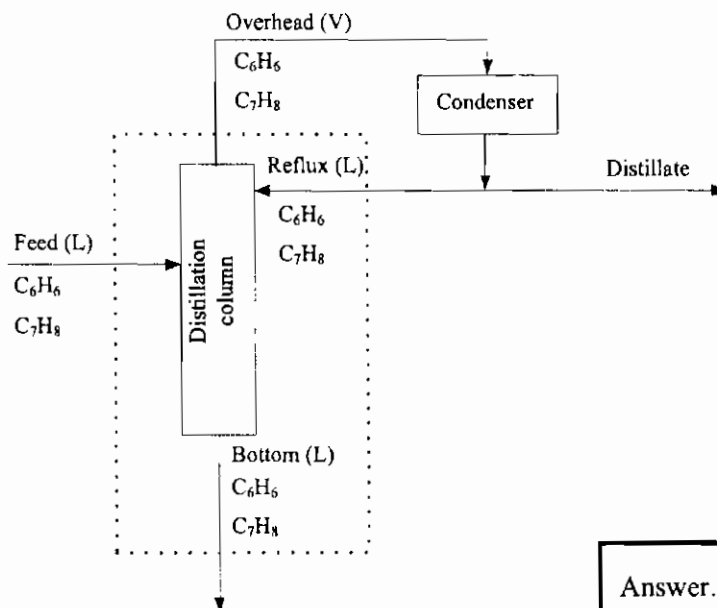 Overhead (V)
C₆H₆
C₇H₈
Condenser
Reflux (L)
Distillate
C₆H₆
C₇H₈
Feed (L)
C₆H₆
C₇H₈
Distillation
column
Bottom (L)
C₆H₆
C₇H₈
Answer.